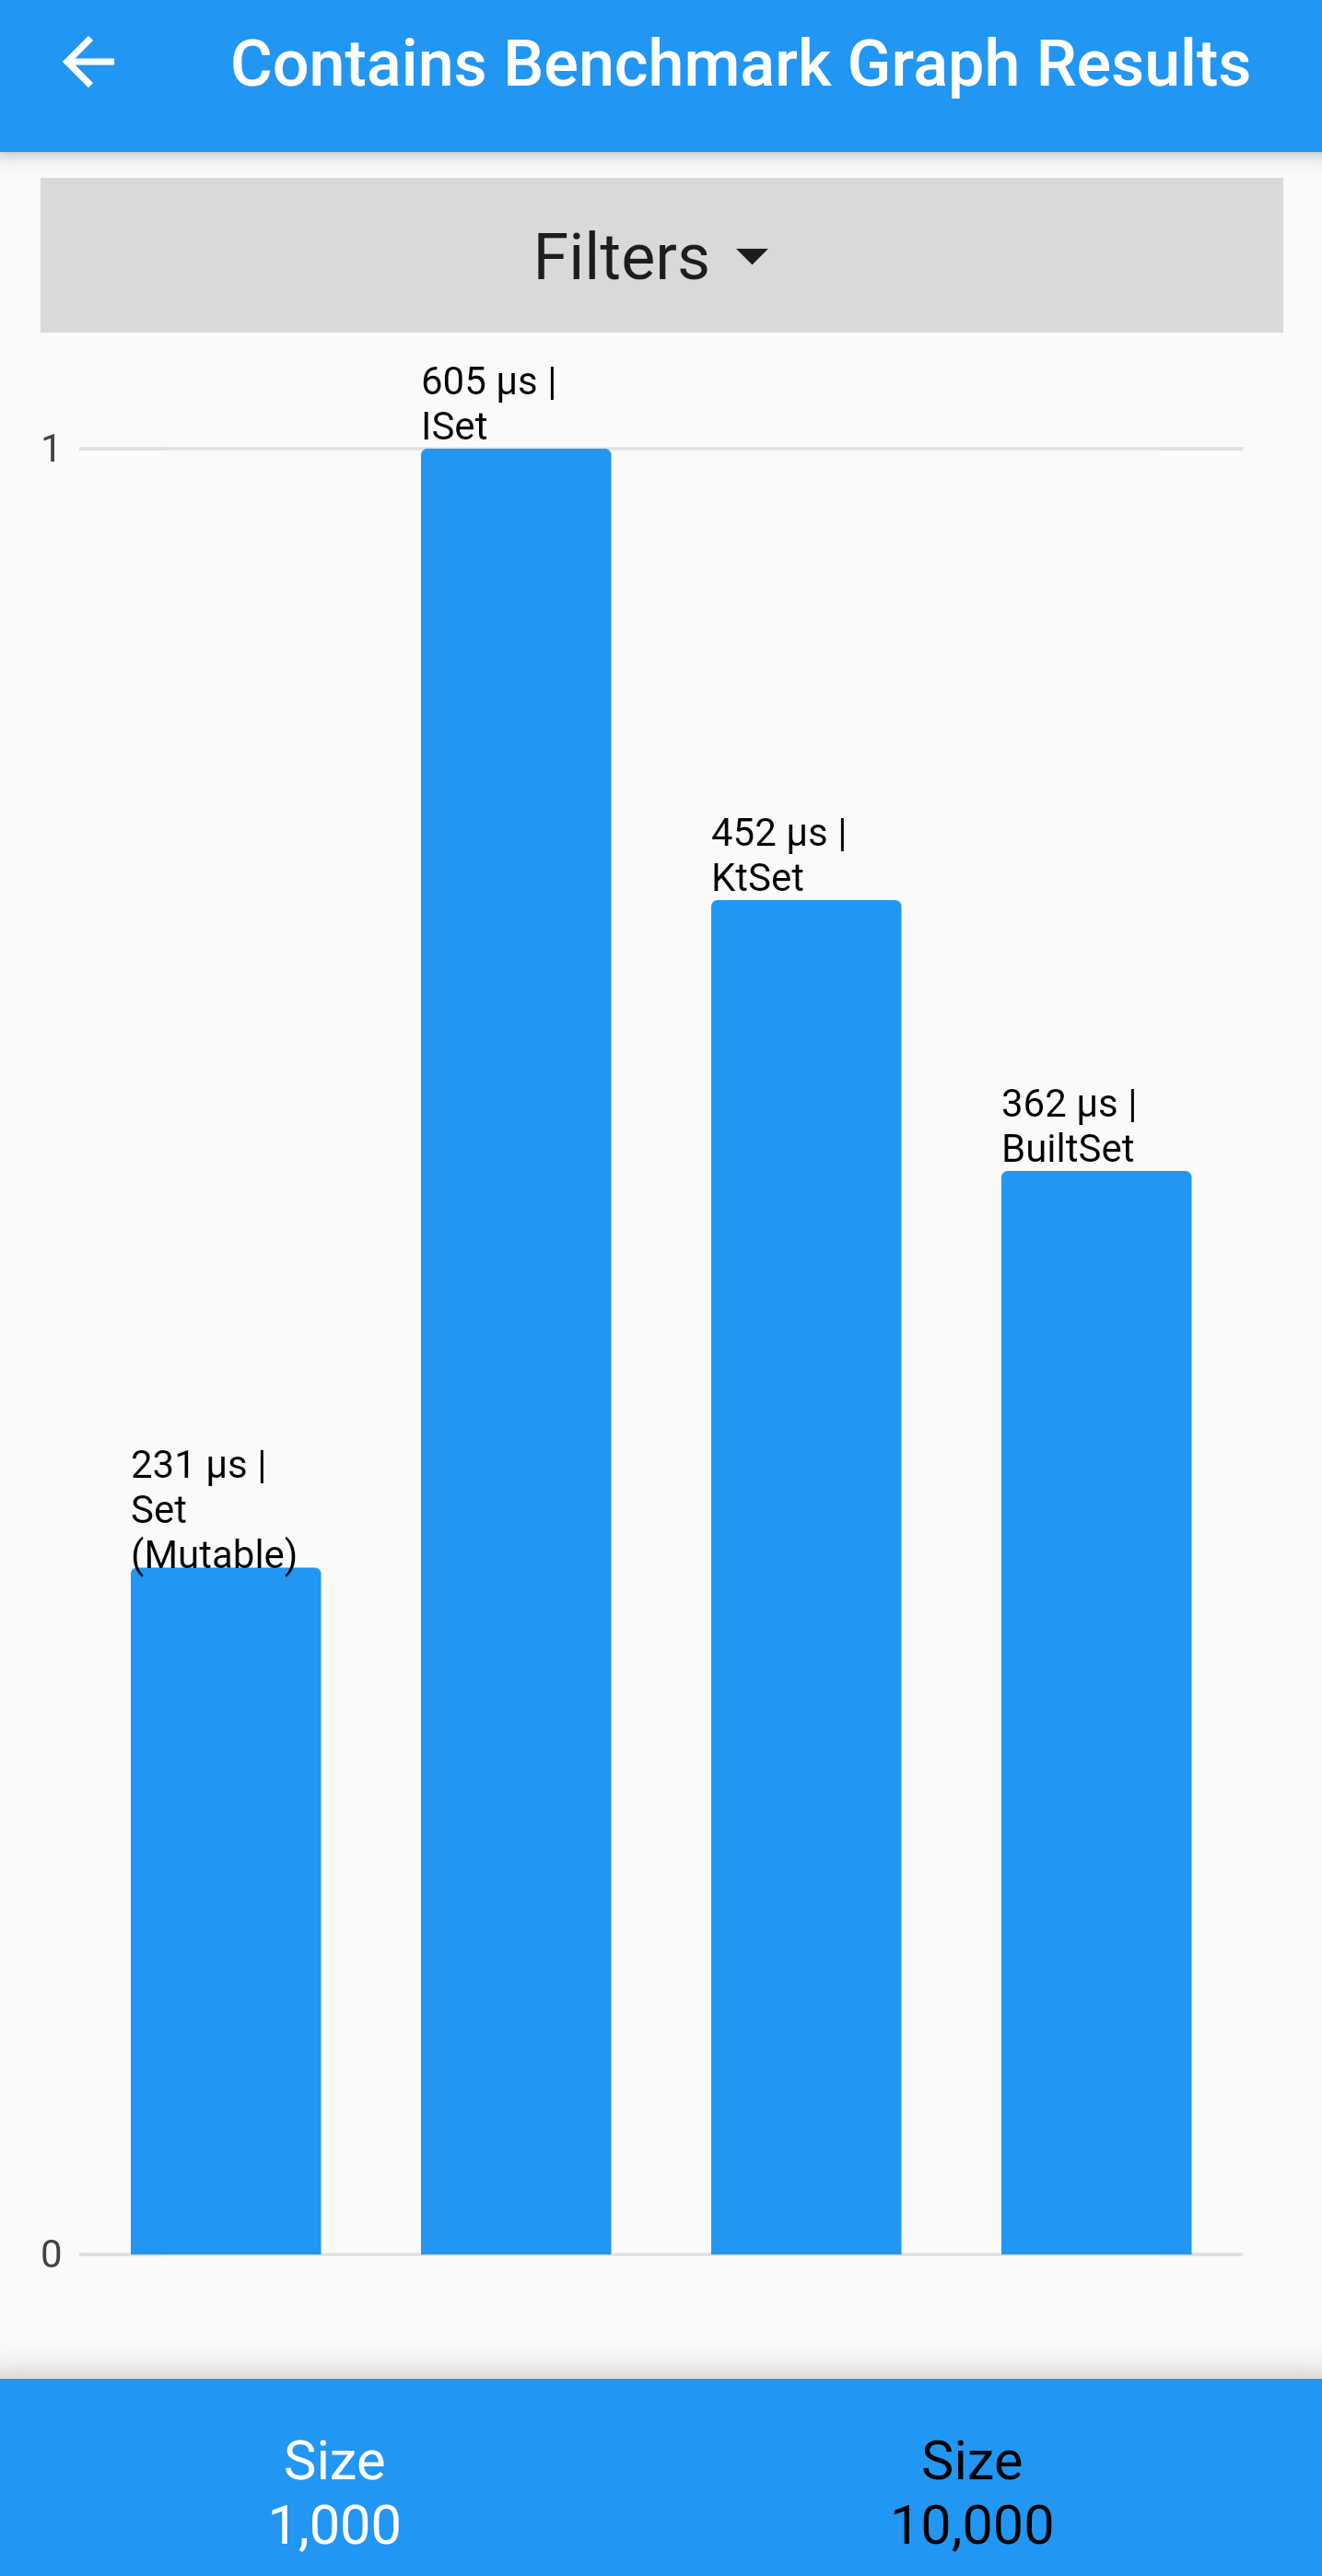 Contains Benchmark Graph Results
Filters
605 µs |
ISet
1
452 µs |
KtSet
362 µs |
BuiltSet
231 µs |
Set
(Mutable)
0
Size
1,000
Size
10,000